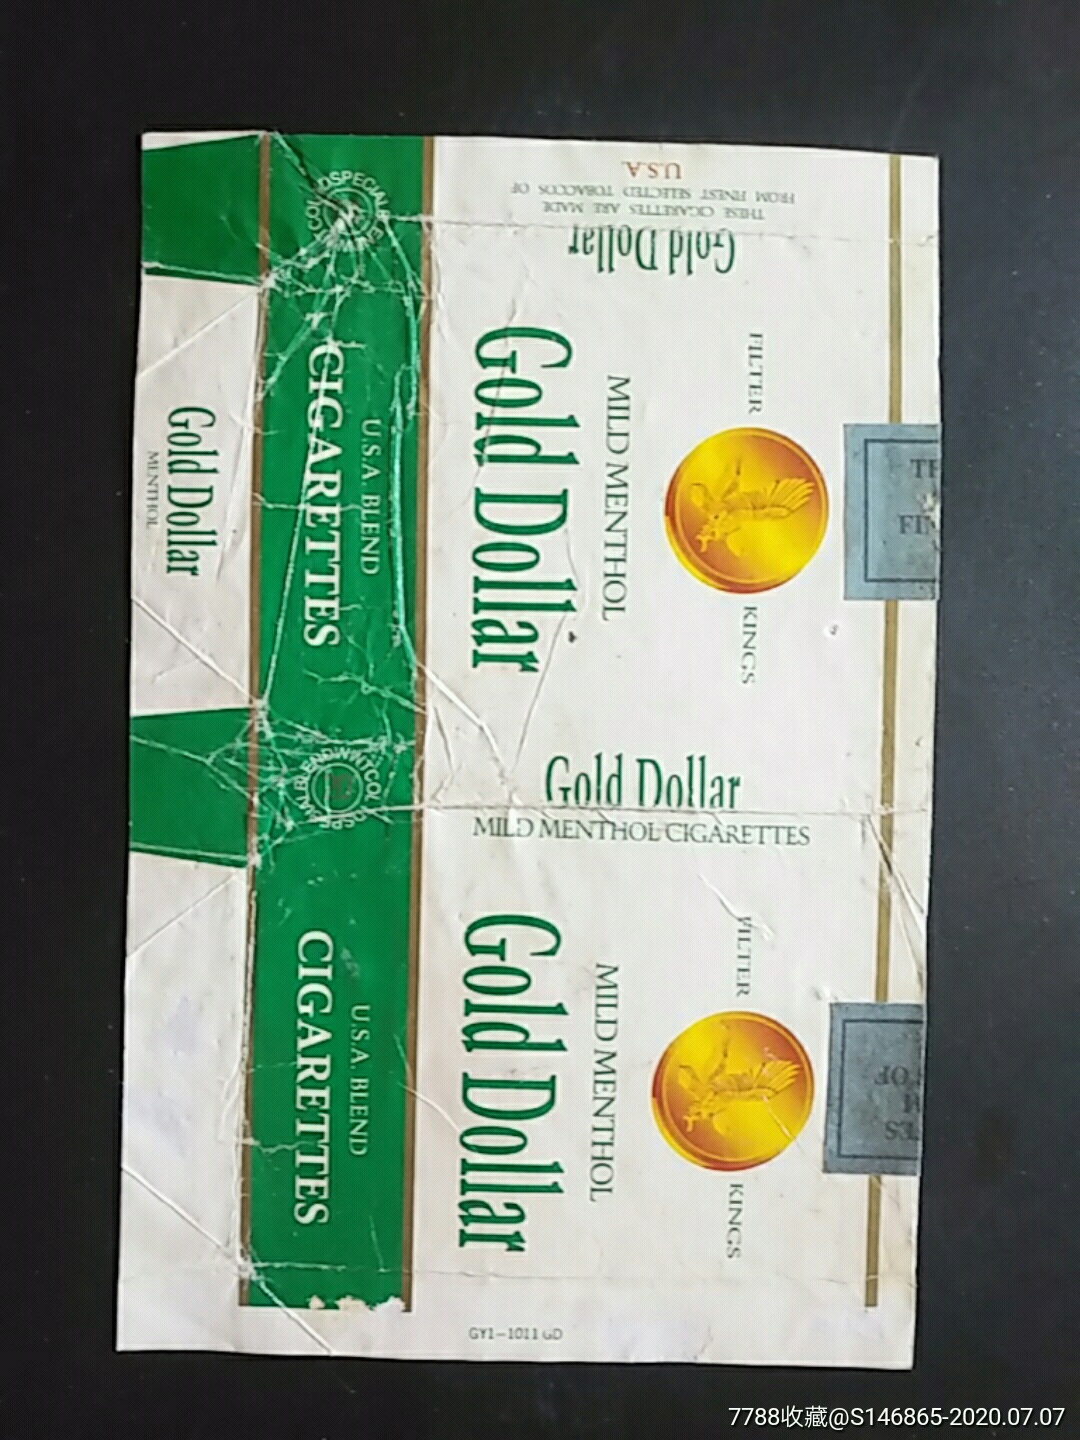 THESE CIGARETTES ARE MADE
FROM FINEST SELECTED TOBACCOS OF
U.S.A.
Gold Dollar
Gold Dollar
MILD MENTHOL
FILTER
KINGS
CIGARETTES
U.S.A. BLEND
Gold Dollar
MENTHOL
Gold Dollar
MILD MENTHOL CIGARETTES
Gold Dollar
MILD MENTHOL
FILTER
KINGS
CIGARETTES
U.S.A. BLEND
GY1-1011 GD
7788收藏@S146865-2020.07.07